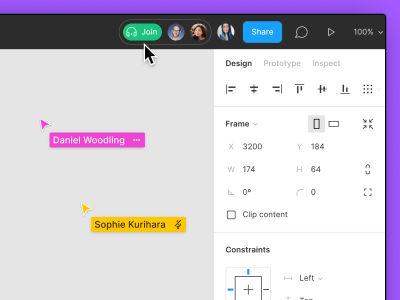 Join
Share
100%
Design Prototype Inspect
Frame
X 3200 Y 184
W 174 H 64
0° 0
Clip content
Constraints
Left
Daniel Woodling
Sophie Kurihara